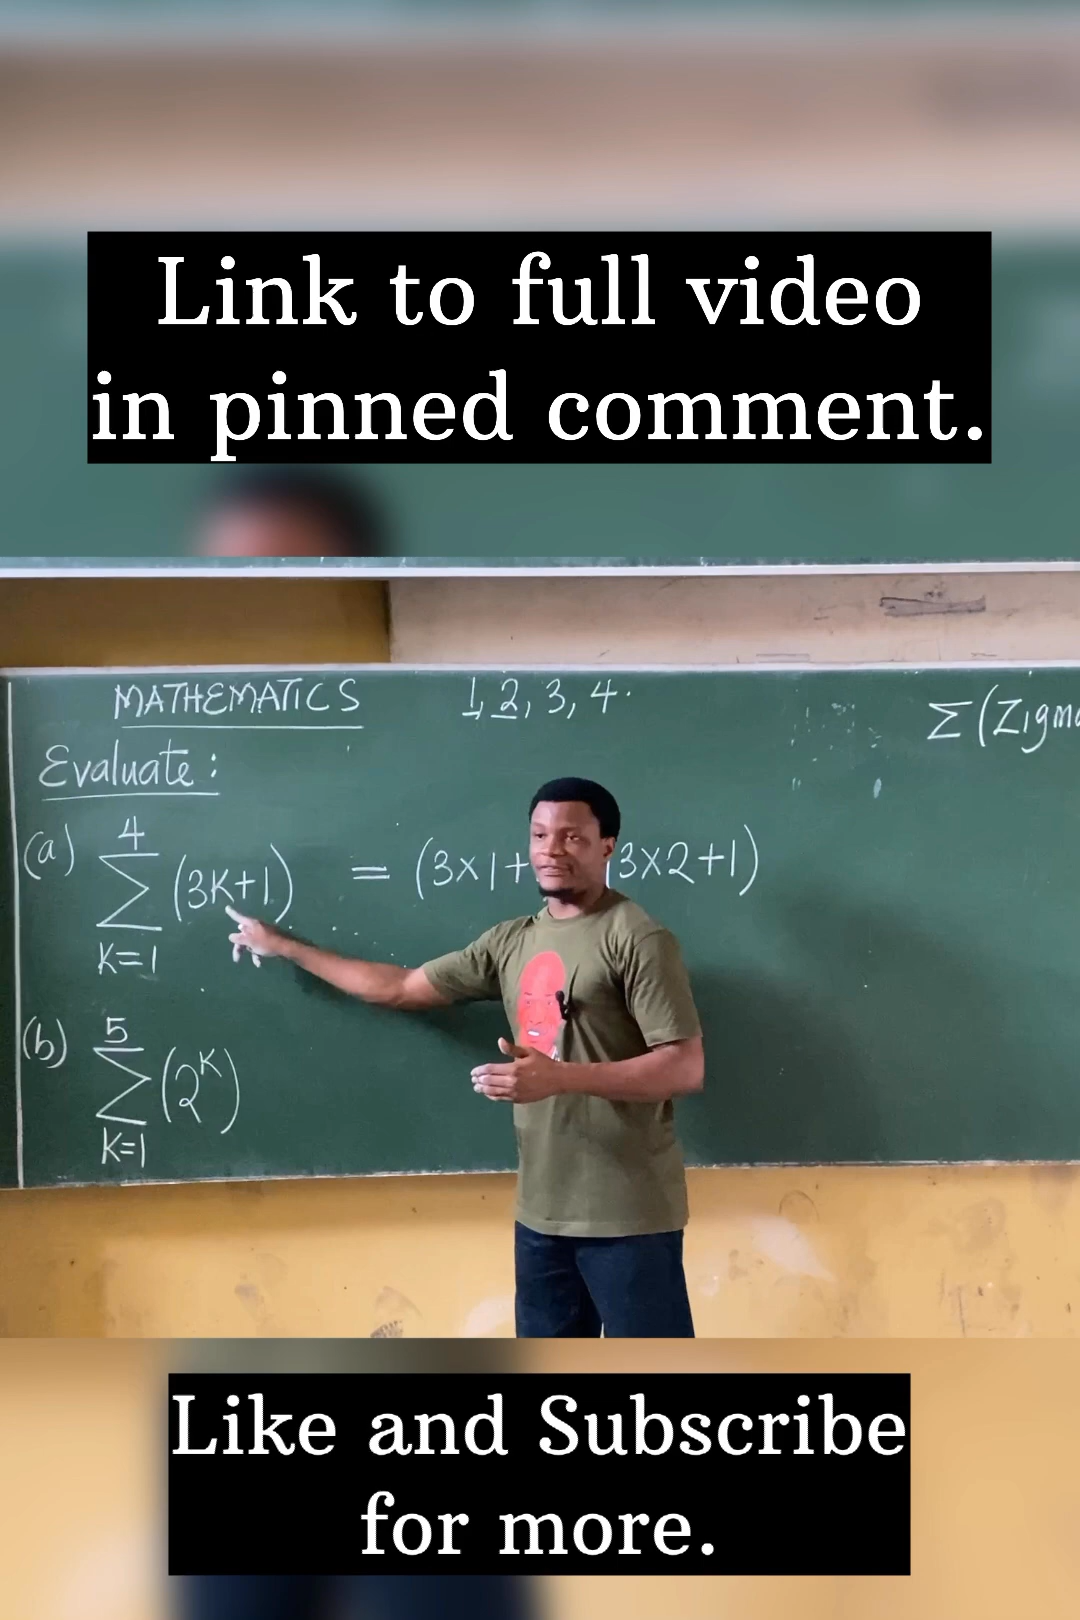 Link to full video
in pinned comment.
MATHEMATICS
1, 2, 3, 4.
Σ (Zigma
Evaluate:
(a) 4
Σ (3K+1) = (3×1+ 3×2+1)
K=1
(b) 5
Σ (2^K)
K=1
Like and Subscribe
for more.